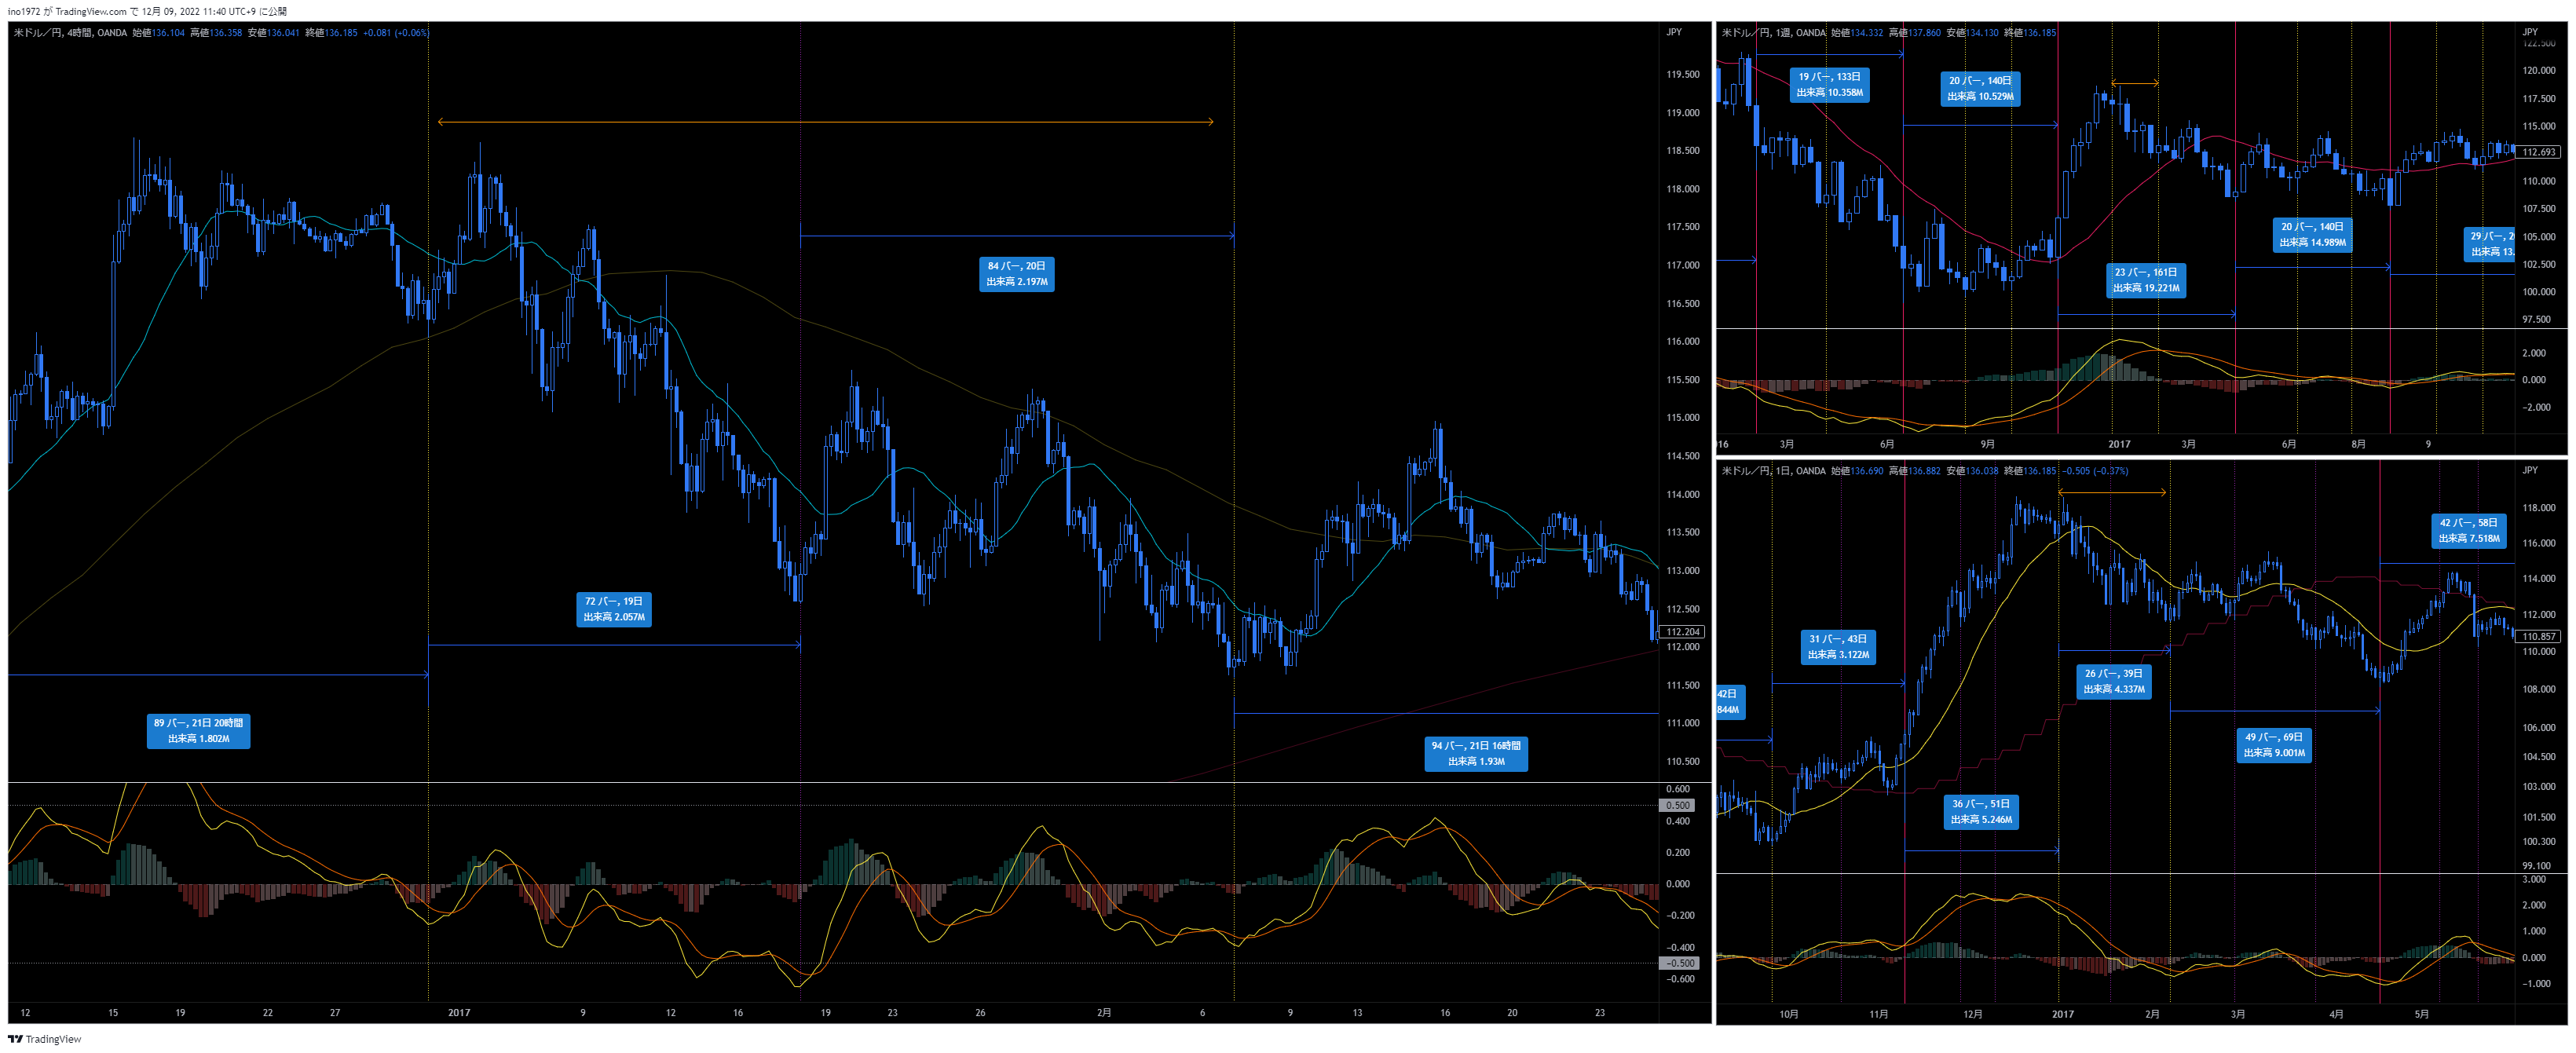 ino1972 が TradingView.com で 12月 09, 2022 11:40 UTC+9 に公開
米ドル／円, 4時間, OANDA 始値136.104 高値136.358 安値136.041 終値136.185 +0.081 (+0.06%)
JPY
119.500
119.000
118.500
118.000
117.500
117.000
116.500
116.000
115.500
115.000
114.500
114.000
113.500
113.000
112.500
112.204
112.000
111.500
111.000
110.500
84 バー, 20日
出来高 2.197M
72 バー, 19日
出来高 2.057M
89 バー, 21日 20時間
出来高 1.802M
94 バー, 21日 16時間
出来高 1.93M
0.600
0.500
0.400
0.200
0.000
−0.200
−0.400
−0.500
−0.600
12 15 19 22 27 2017 9 12 16 19 23 26 2月 6 9 13 16 20 23
米ドル／円, 1週, OANDA 始値134.332 高値137.860 安値134.130 終値136.185
JPY
122.500
120.000
117.500
115.000
112.693
110.000
107.500
105.000
102.500
100.000
97.500
19 バー, 133日
出来高 10.358M
20 バー, 140日
出来高 10.529M
20 バー, 140日
出来高 14.989M
29 バー, 2
出来高 13.
23 バー, 161日
出来高 19.221M
2.000
0.000
−2.000
016 3月 6月 9月 2017 3月 6月 8月 9
米ドル／円, 1日, OANDA 始値136.690 高値136.882 安値136.038 終値136.185 −0.505 (−0.37%)
JPY
118.000
116.000
114.000
112.000
110.857
110.000
108.000
106.000
104.500
103.000
101.500
100.300
99.100
42 バー, 58日
出来高 7.518M
31 バー, 43日
出来高 3.122M
26 バー, 39日
出来高 4.337M
42日
844M
49 バー, 69日
出来高 9.001M
36 バー, 51日
出来高 5.246M
3.000
2.000
1.000
0.000
−1.000
10月 11月 12月 2017 2月 3月 4月 5月
TradingView